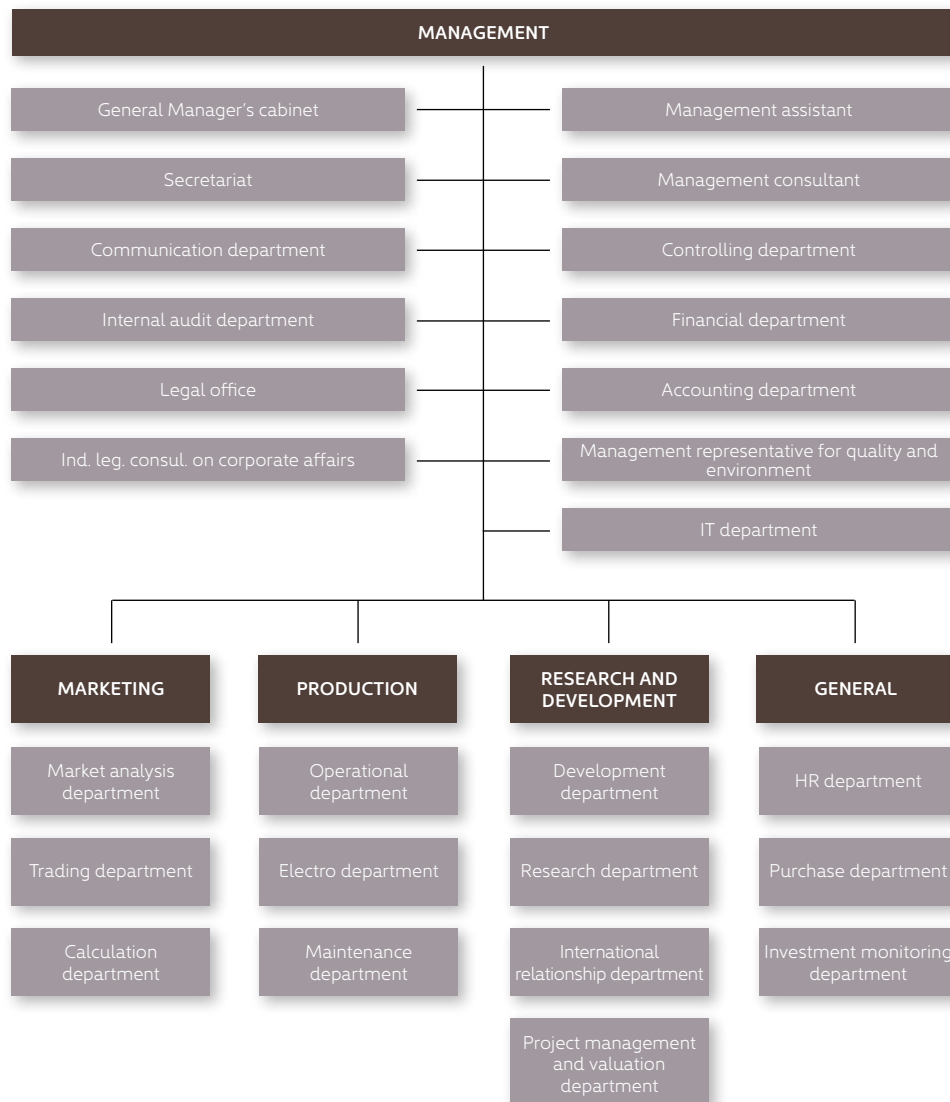 MANAGEMENT
General Manager's cabinet
Management assistant
Secretariat
Management consultant
Communication department
Controlling department
Internal audit department
Financial department
Legal office
Accounting department
Ind. leg. consul. on corporate affairs
Management representative for quality and
environment
IT department
MARKETING
PRODUCTION
RESEARCH AND
DEVELOPMENT
GENERAL
Market analysis
department
Operational
department
Development
department
HR department
Trading department
Electro department
Research department
Purchase department
Calculation
department
Maintenance
department
International
relationship department
Investment monitoring
department
Project management
and valuation
department